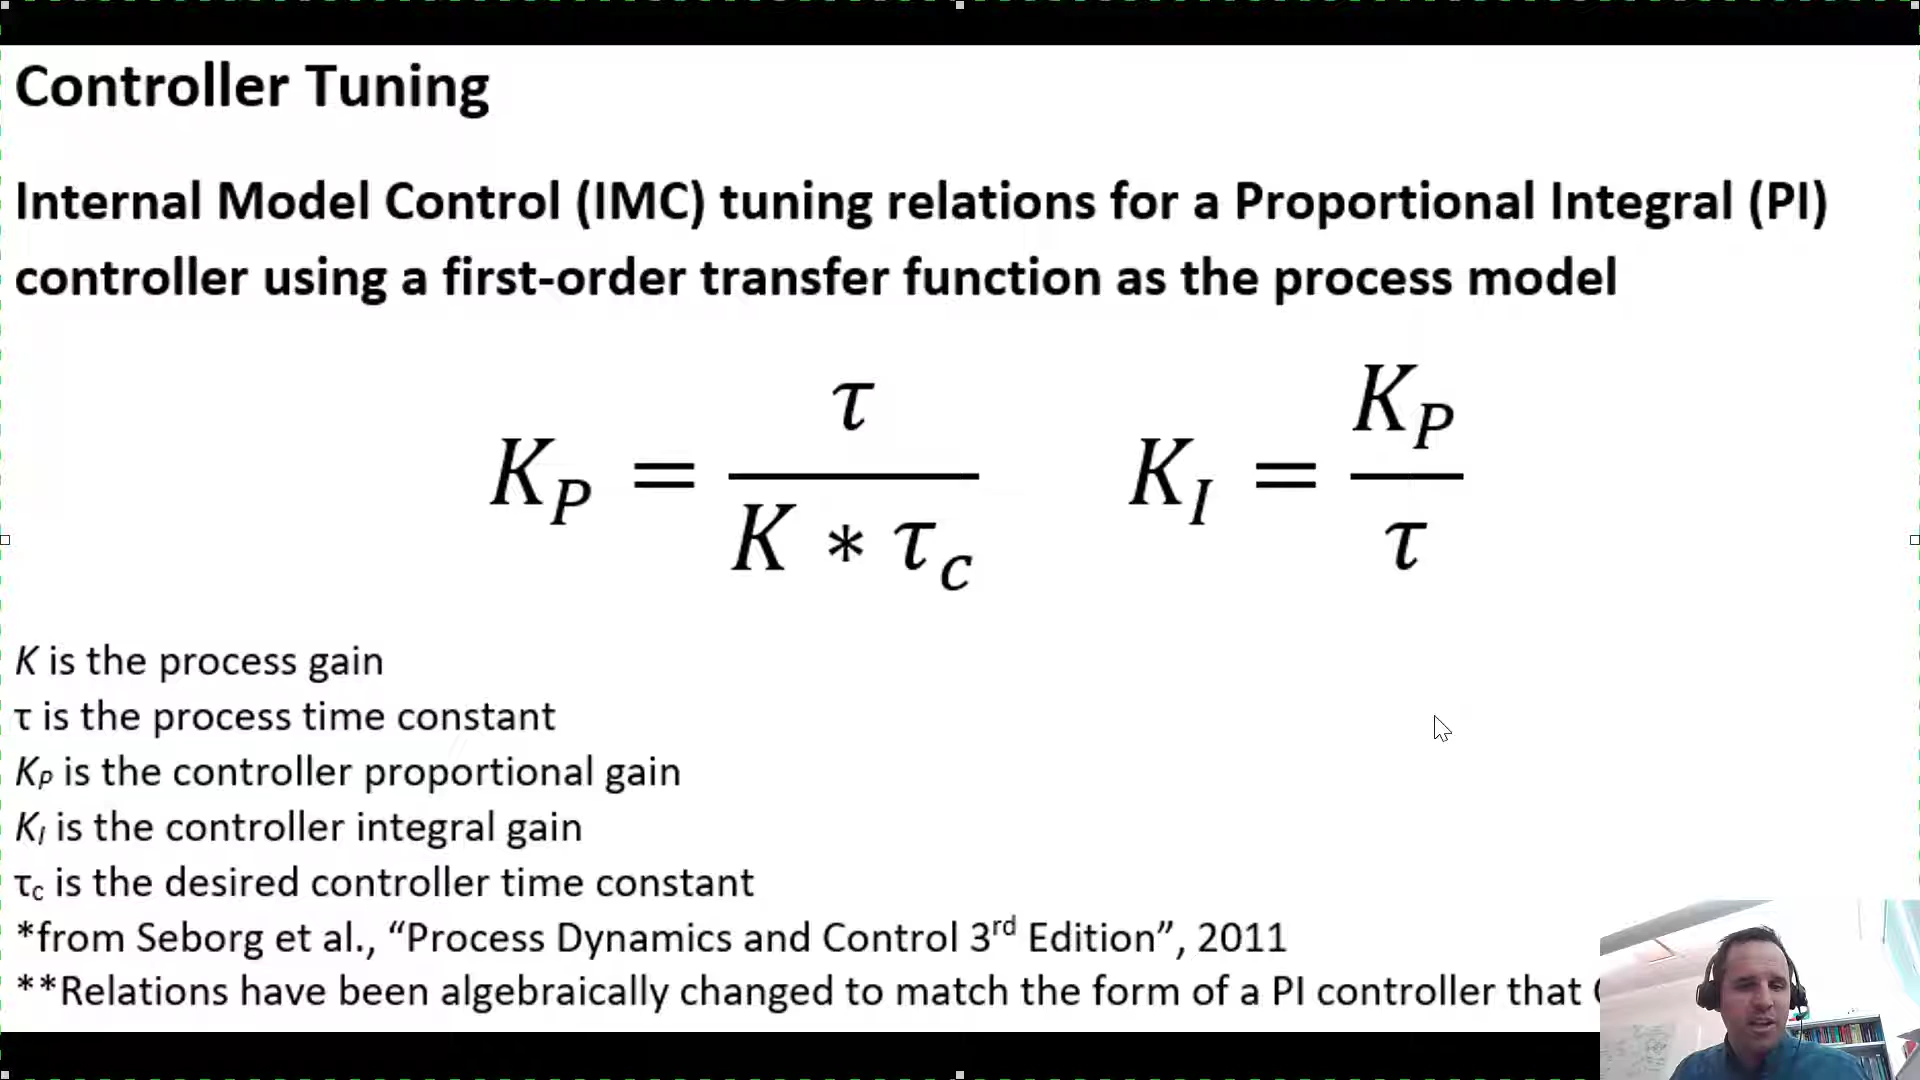 Controller Tuning
Internal Model Control (IMC) tuning relations for a Proportional Integral (PI)
controller using a first-order transfer function as the process model
K_P = τ / (K * τ_c)    K_I = K_P / τ
K is the process gain
τ is the process time constant
K_P is the controller proportional gain
K_I is the controller integral gain
τ_c is the desired controller time constant
*from Seborg et al., “Process Dynamics and Control 3rd Edition”, 2011
**Relations have been algebraically changed to match the form of a PI controller that